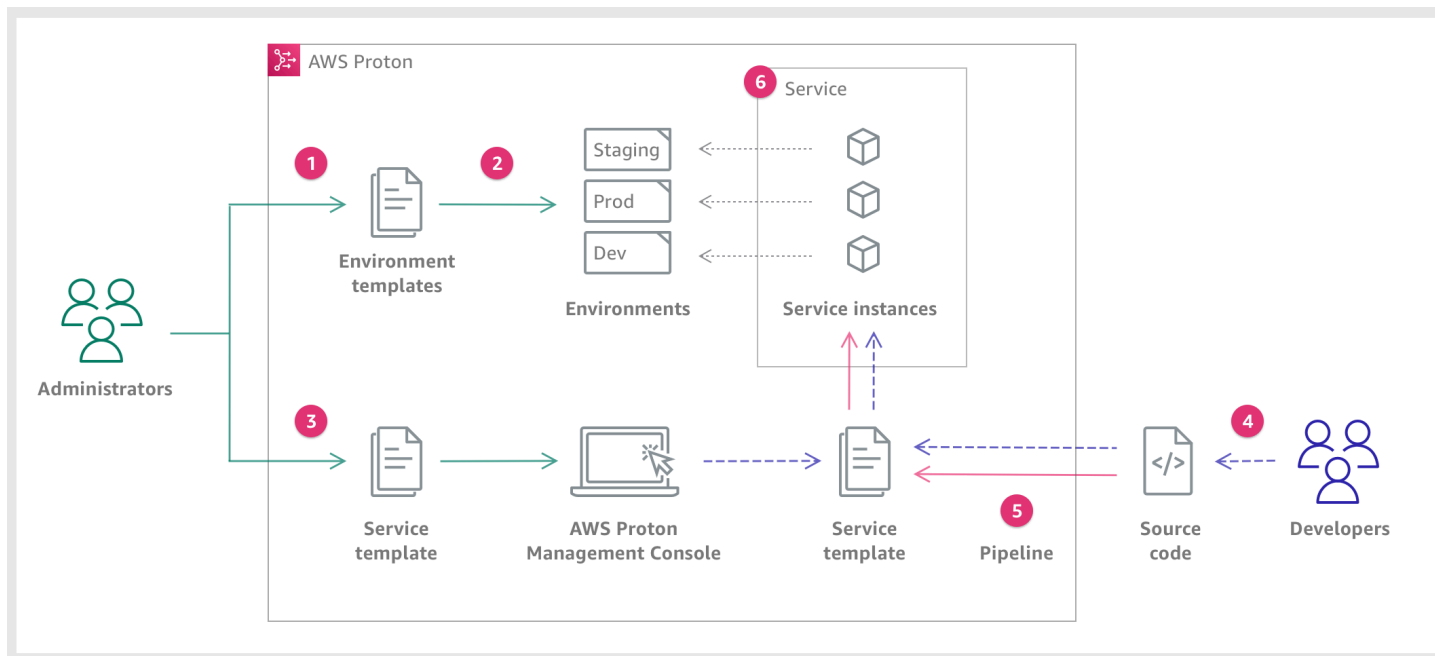 AWS Proton
6
Service
1
2
Staging
Prod
Dev
Environment
templates
Environments
Service instances
Administrators
3
4
</>
5
Service
template
AWS Proton
Management Console
Service
template
Pipeline
Source
code
Developers